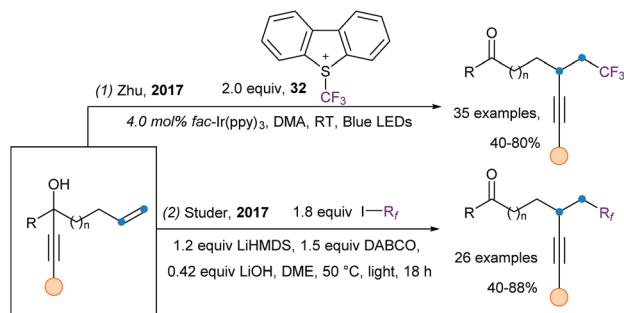 S
+
CF3
O
R
( )n
CF3
(1) Zhu, 2017 2.0 equiv, 32
4.0 mol% fac-Ir(ppy)3, DMA, RT, Blue LEDs
35 examples,
40-80%
OH
R
( )n
(2) Studer, 2017 1.8 equiv I—Rf
1.2 equiv LiHMDS, 1.5 equiv DABCO,
0.42 equiv LiOH, DME, 50 °C, light, 18 h
O
R
( )n
Rf
26 examples
40-88%